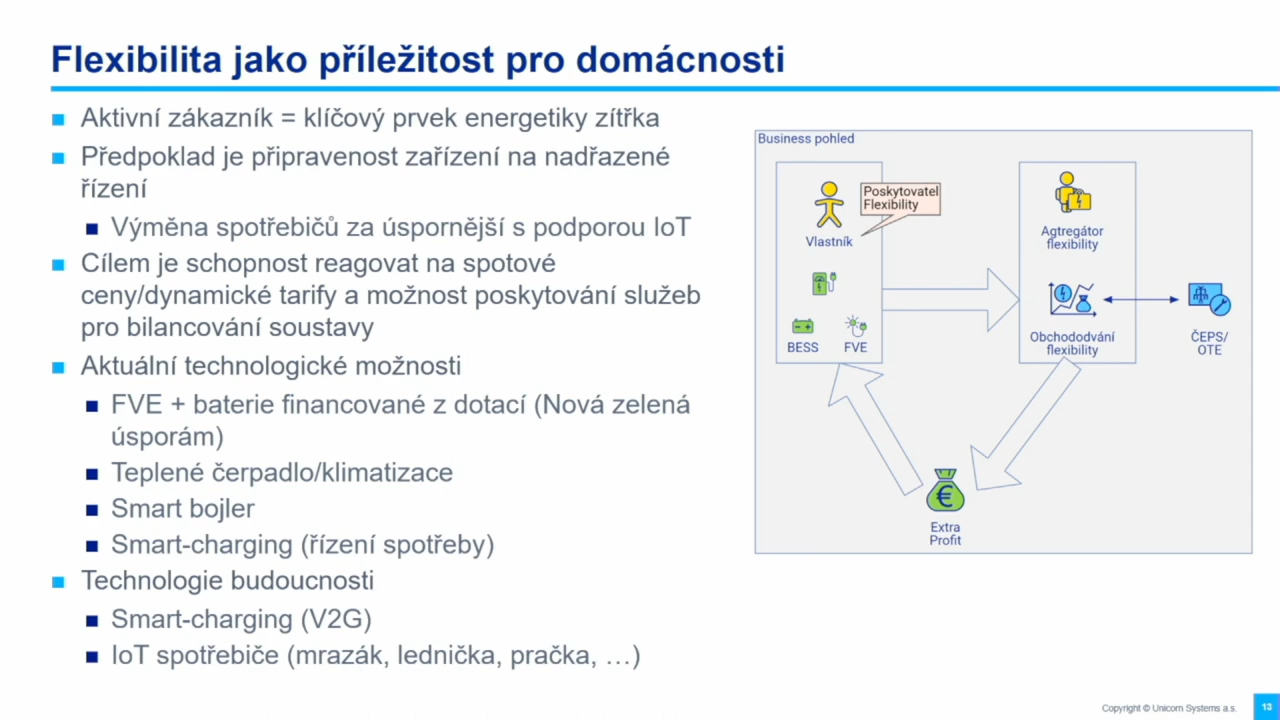 Flexibilita jako příležitost pro domácnosti
Aktivní zákazník = klíčový prvek energetiky zítřka
Předpoklad je připravenost zařízení na nadřazené
řízení
Výměna spotřebičů za úspornější s podporou IoT
Cílem je schopnost reagovat na spotové
ceny/dynamické tarify a možnost poskytování služeb
pro bilancování soustavy
Aktuální technologické možnosti
FVE + baterie financované z dotací (Nová zelená
úsporám)
Teplené čerpadlo/klimatizace
Smart bojler
Smart-charging (řízení spotřeby)
Technologie budoucnosti
Smart-charging (V2G)
IoT spotřebiče (mrazák, lednička, pračka, …)
Business pohled
Poskytovatel
Flexibility
Vlastník
BESS
FVE
Agtregátor
flexibility
Obchododvání
flexibility
ČEPS/
OTE
Extra
Profit
Copyright © Unicorn Systems a.s.
13